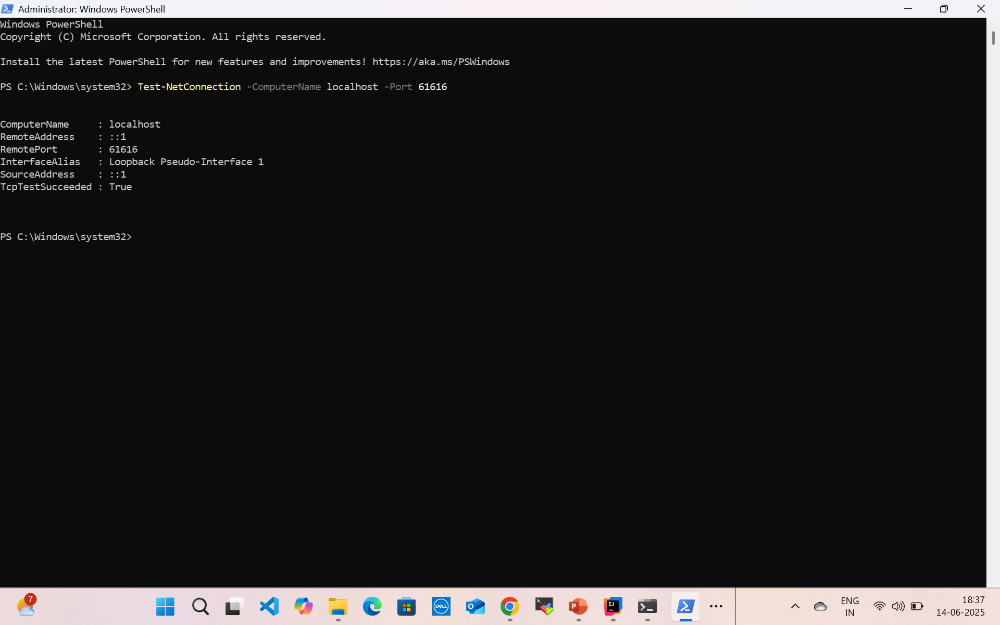 Administrator: Windows PowerShell
Windows PowerShell
Copyright (C) Microsoft Corporation. All rights reserved.
Install the latest PowerShell for new features and improvements! https://aka.ms/PSWindows
PS C:\Windows\system32> Test-NetConnection -ComputerName localhost -Port 61616
ComputerName     : localhost
RemoteAddress    : ::1
RemotePort       : 61616
InterfaceAlias   : Loopback Pseudo-Interface 1
SourceAddress    : ::1
TcpTestSucceeded : True
PS C:\Windows\system32>
7
DELL
O
P
IJ
ENG
IN
18:37
14-06-2025